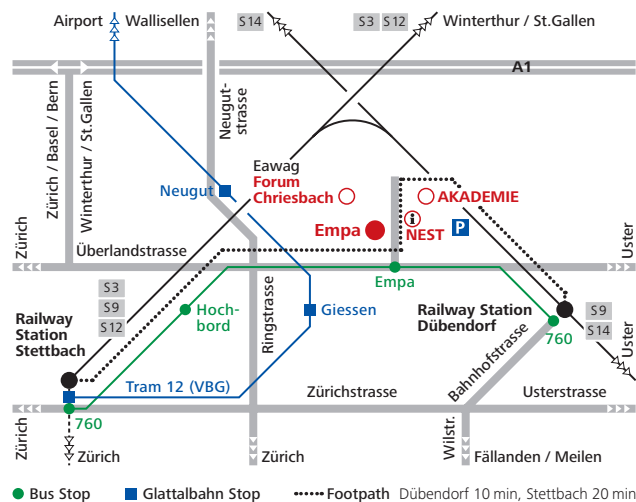 Airport Wallisellen
S14
S3 S12
Winterthur / St.Gallen
A1
Zürich / Basel / Bern
Winterthur / St.Gallen
Neugut-
strasse
Eawag
Forum
Chriesbach
Neugut
AKADEMIE
i
NEST
P
Empa
Zürich
Überlandstrasse
Uster
Empa
S3
S9
S12
Hoch-
bord
Ringstrasse
Giessen
Railway Station
Dübendorf
S9
S14
760
Uster
Railway
Station
Stettbach
Bahnhofstrasse
Tram 12 (VBG)
Zürichstrasse
Usterstrasse
Zürich
760
Zürich
Zürich
Wilstr.
Fällanden / Meilen
Bus Stop Glattalbahn Stop Footpath Dübendorf 10 min, Stettbach 20 min